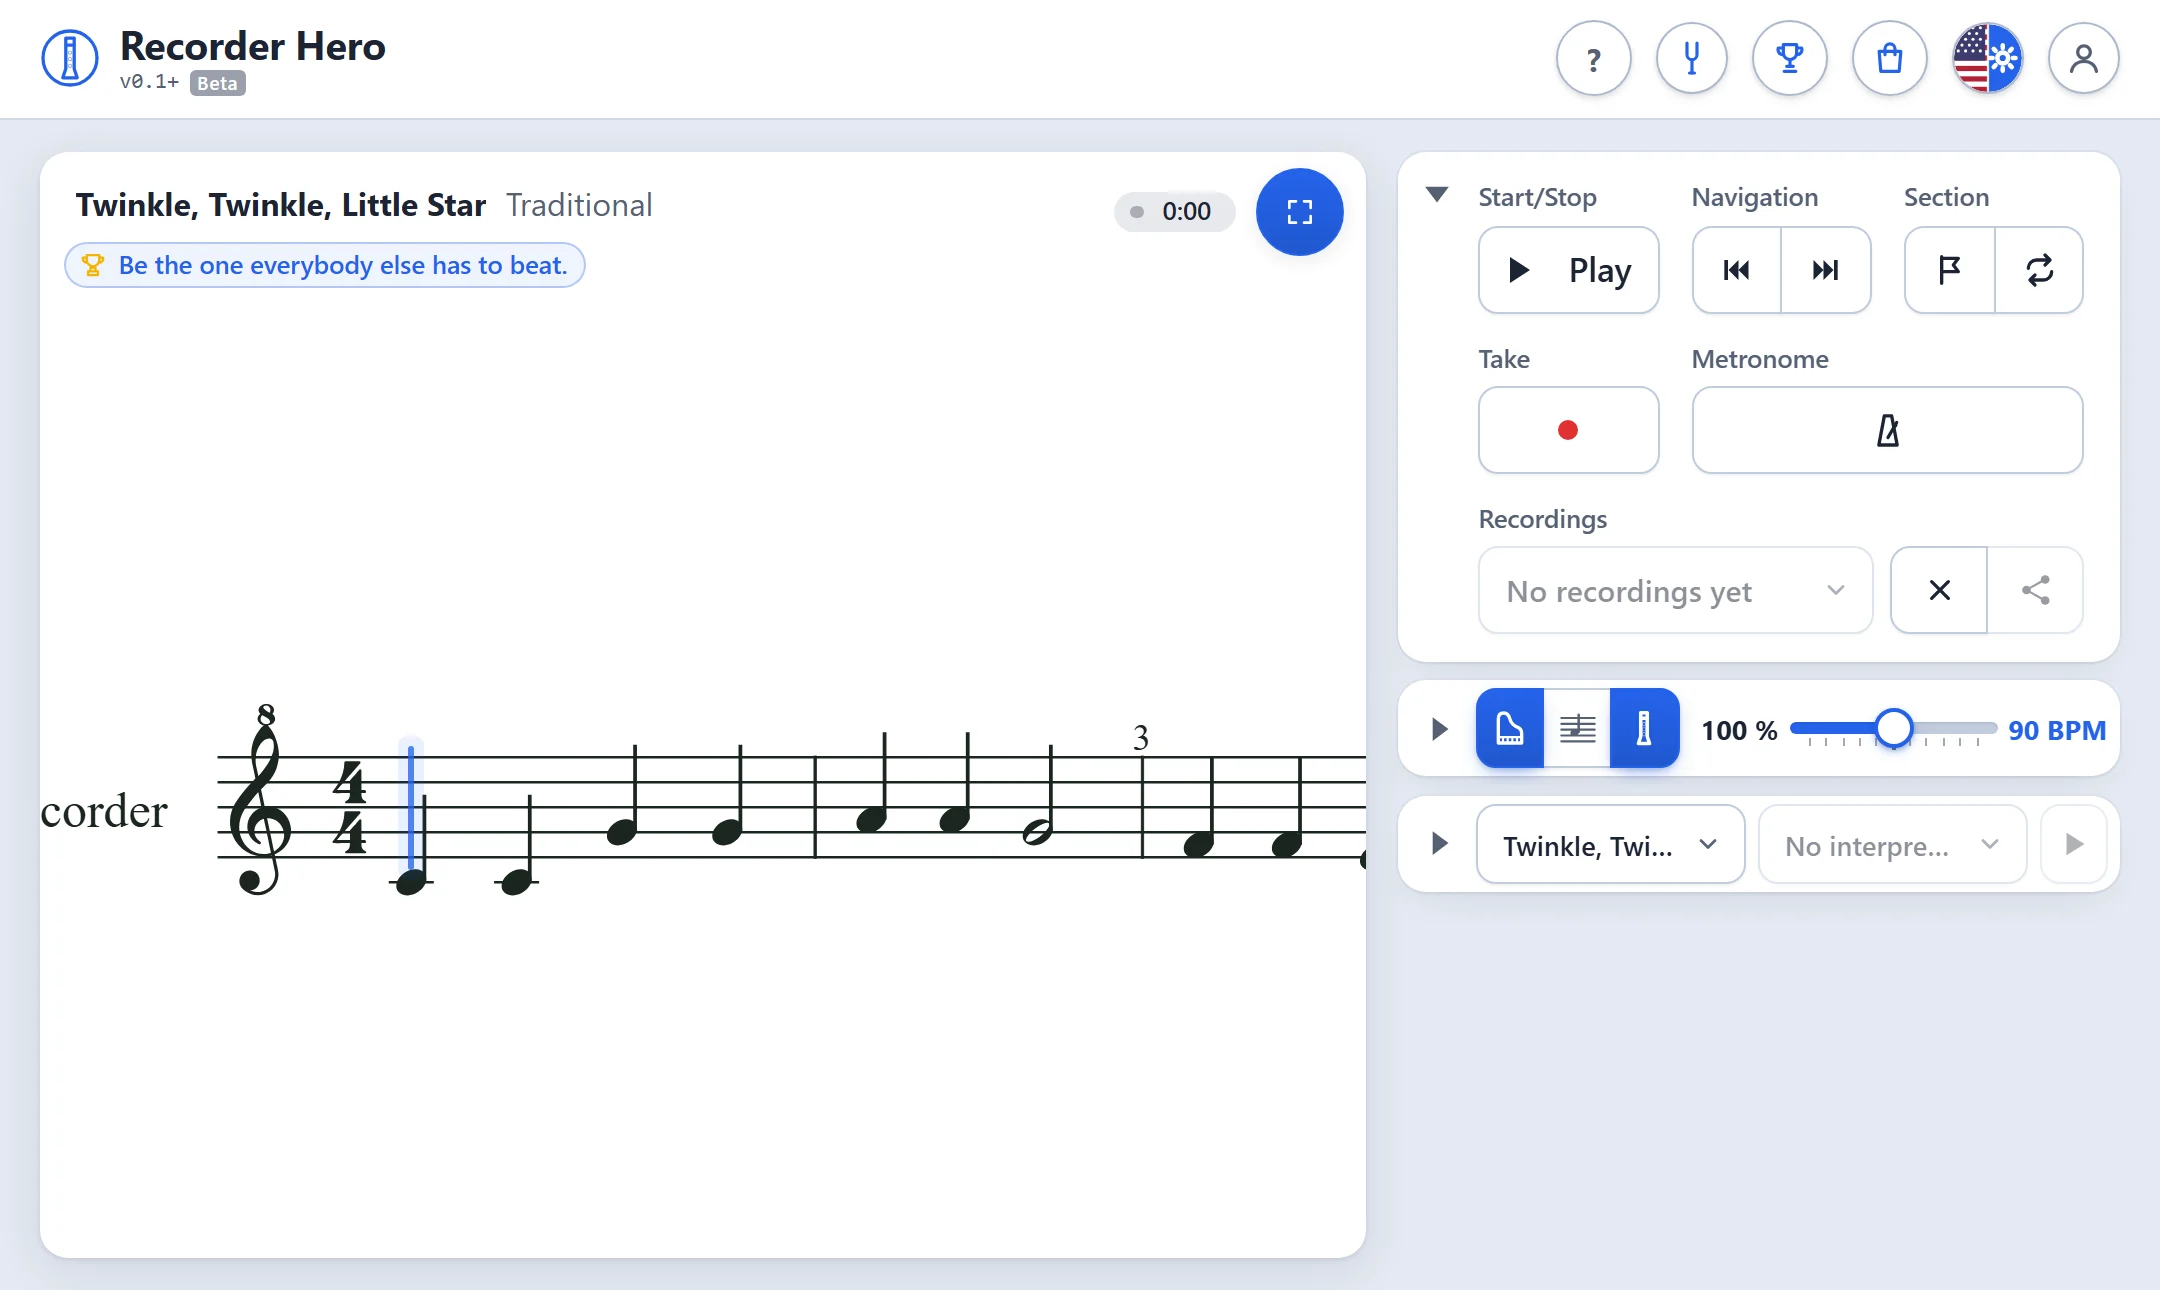 Recorder Hero
v0.1+ Beta
?
Twinkle, Twinkle, Little Star Traditional
0:00
Be the one everybody else has to beat.
8
3
corder
4
4
Start/Stop
Navigation
Section
Play
Take
Metronome
Recordings
No recordings yet
100 %
90 BPM
Twinkle, Twi...
No interpre...